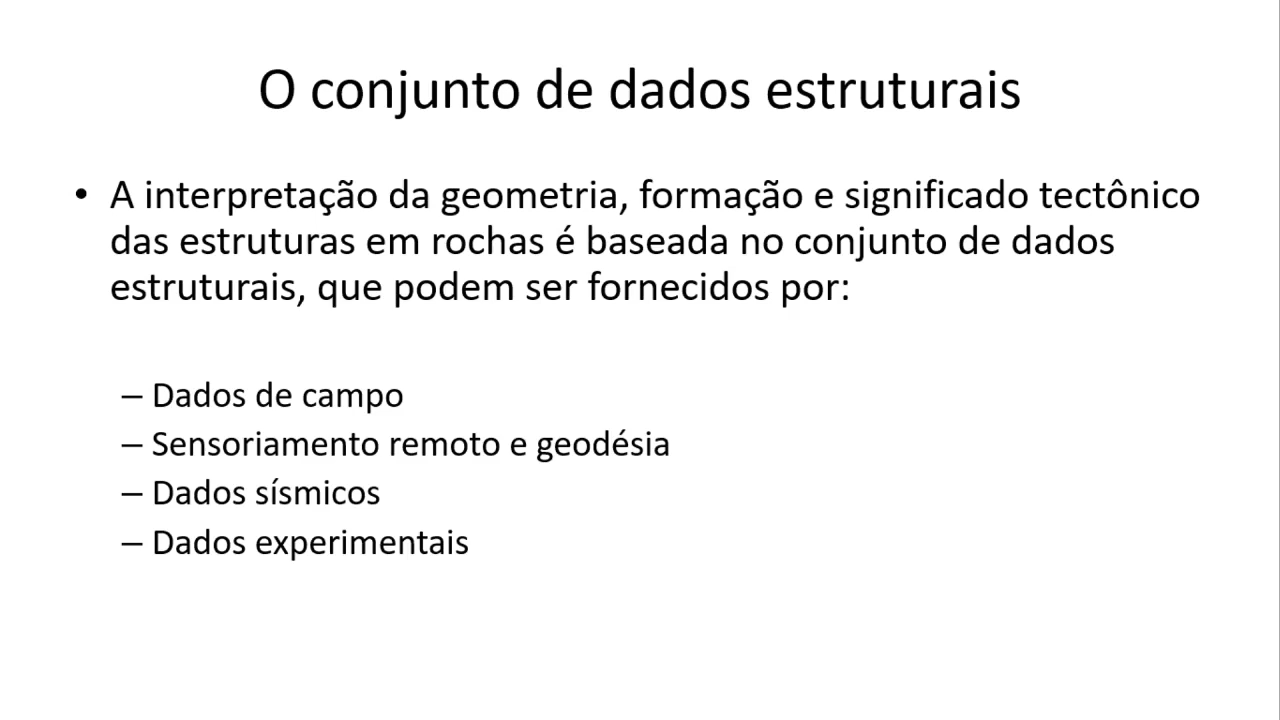 O conjunto de dados estruturais
• A interpretação da geometria, formação e significado tectônico
das estruturas em rochas é baseada no conjunto de dados
estruturais, que podem ser fornecidos por:
– Dados de campo
– Sensoriamento remoto e geodésia
– Dados sísmicos
– Dados experimentais